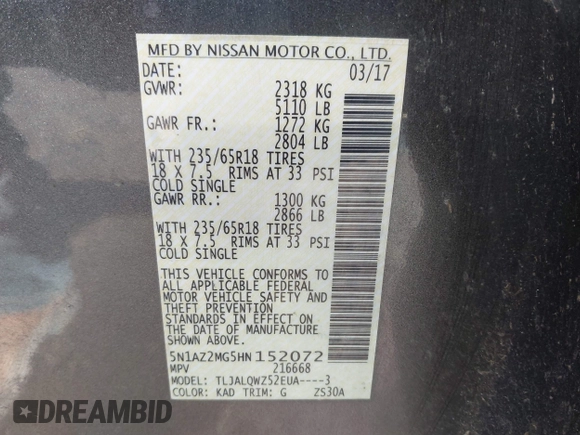 MFD BY NISSAN MOTOR CO., LTD.
DATE: 03/17
GVWR: 2318 KG
5110 LB
GAWR FR.: 1272 KG
2804 LB
WITH 235/65R18 TIRES
18 X 7.5 RIMS AT 33 PSI
COLD SINGLE
GAWR RR.: 1300 KG
2866 LB
WITH 235/65R18 TIRES
18 X 7.5 RIMS AT 33 PSI
COLD SINGLE
THIS VEHICLE CONFORMS TO
ALL APPLICABLE FEDERAL
MOTOR VEHICLE SAFETY AND
THEFT PREVENTION
STANDARDS IN EFFECT ON
THE DATE OF MANUFACTURE
SHOWN ABOVE.
5N1AZ2MG5HN152072
MPV 216668
MODEL: TLJALQWZ52EUA----3
COLOR: KAD TRIM: G ZS30A
DREAMBID